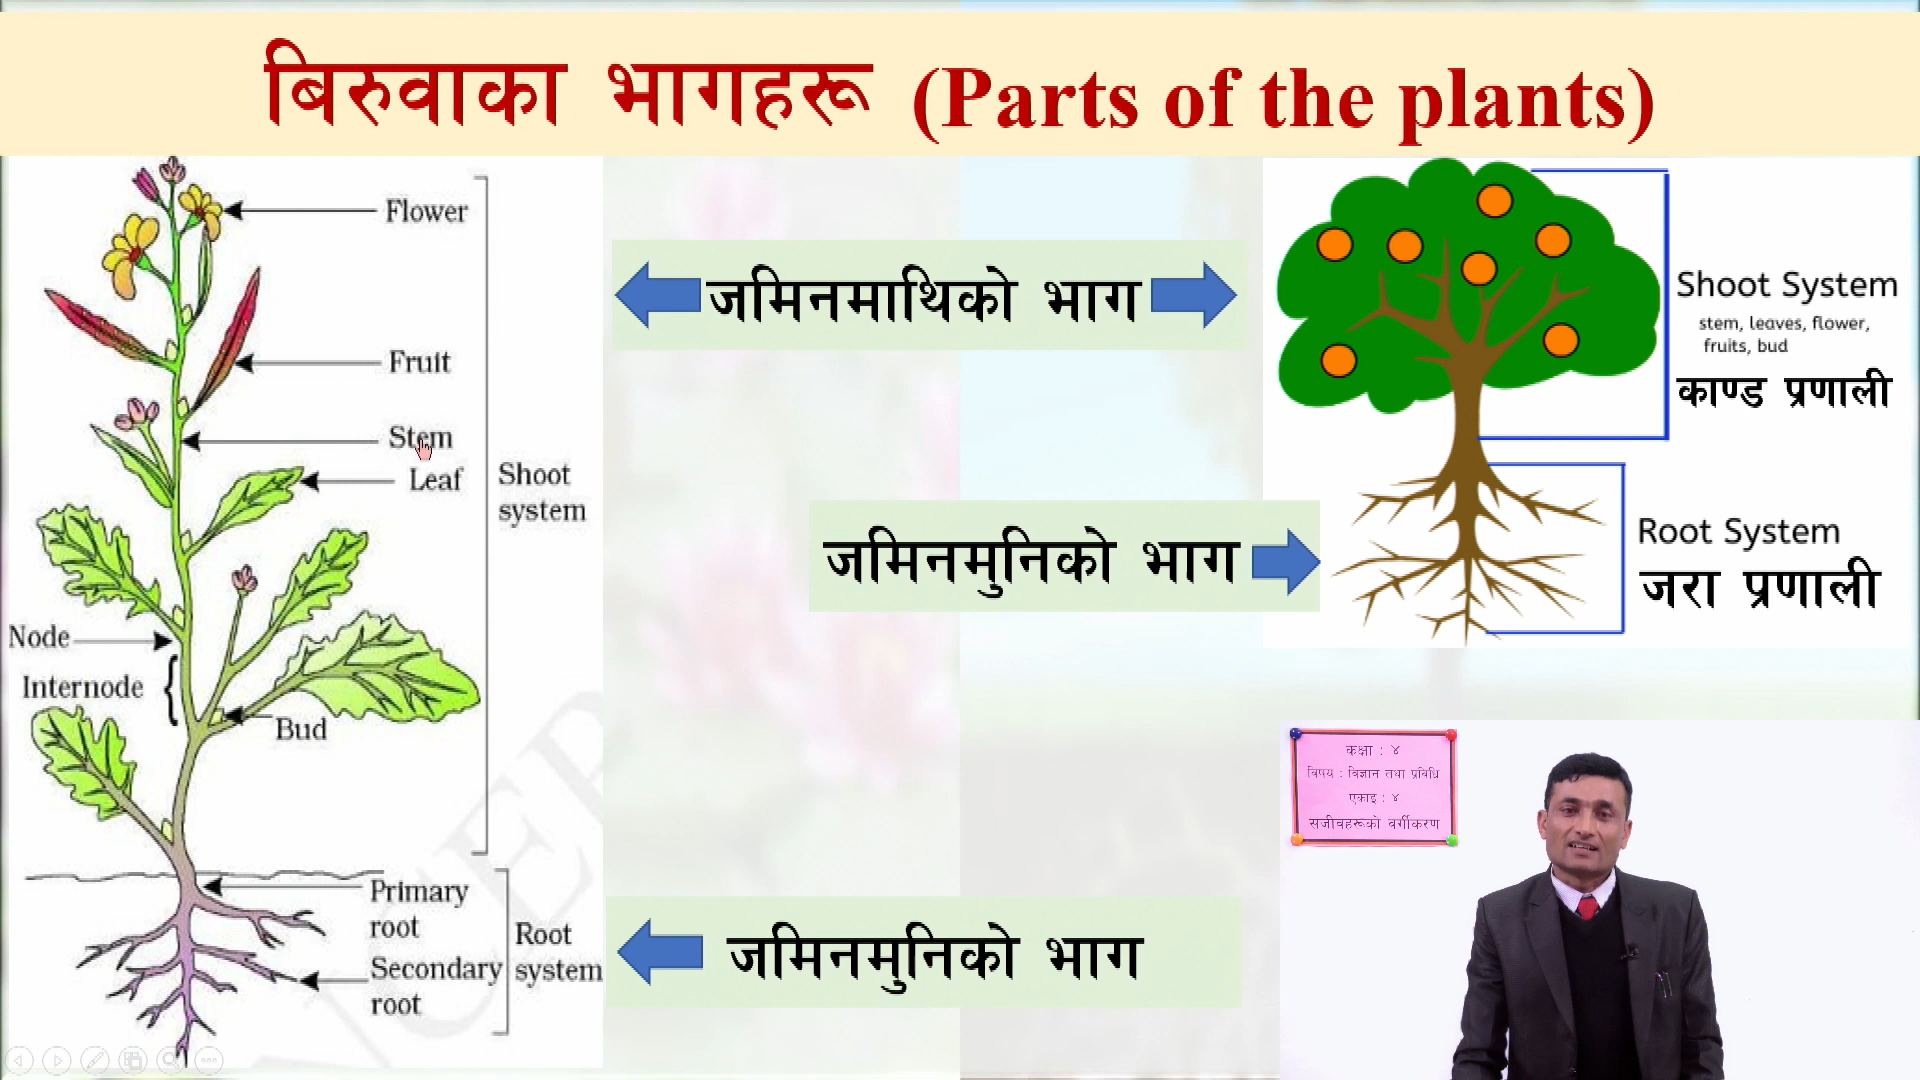 बिरुवाका भागहरू (Parts of the plants)
Flower
Fruit
Stem
Leaf
Shoot
system
Node
Internode
Bud
Primary
root
Secondary
root
Root
system
जमिनमाथिको भाग
जमिनमुनिको भाग
जमिनमुनिको भाग
Shoot System
stem, leaves, flower,
fruits, bud
काण्ड प्रणाली
Root System
जरा प्रणाली
कक्षा : ४
विषय : विज्ञान तथा प्रविधि
एकाइ : ४
सजीवहरूको वर्गीकरण